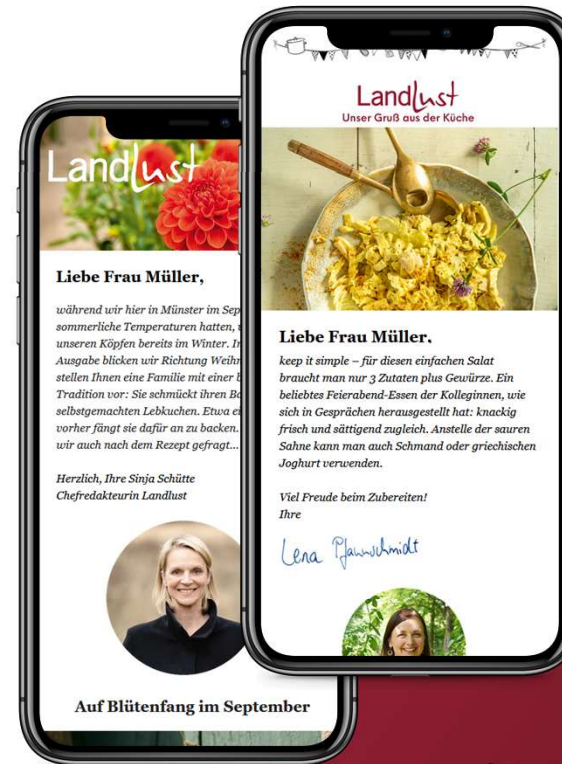 Landlust
Liebe Frau Müller,
während wir hier in Münster im Sep
sommerliche Temperaturen hatten,
unseren Köpfen bereits im Winter. In
Ausgabe blicken wir Richtung Weihn
stellen Ihnen eine Familie mit einer
Tradition vor: Sie schmückt ihren
selbstgemachten Lebkuchen. Etwa
vorher fängt sie dafür an zu backen.
wir auch nach dem Rezept gefragt...
Herzlich, Ihre Sinja Schütte
Chefredakteurin Landlust
Auf Blütenfang im September
Landlust
Unser Gruß aus der Küche
Liebe Frau Müller,
keep it simple – für diesen einfachen Salat
braucht man nur 3 Zutaten plus Gewürze. Ein
beliebtes Feierabend-Essen der Kolleginnen, wie
sich in Gesprächen herausgestellt hat: knackig
frisch und sättigend zugleich. Anstelle der sauren
Sahne kann man auch Schmand oder griechischen
Joghurt verwenden.
Viel Freude beim Zubereiten!
Ihre
Lena Pfannschmidt